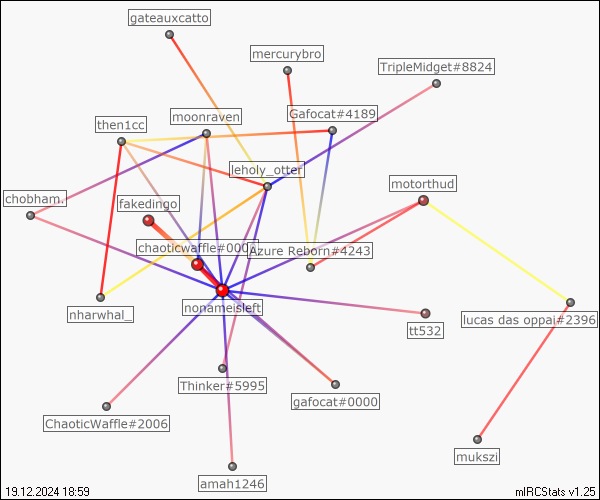 gateauxcatto
mercurybro
TripleMidget#8824
moonraven
Gafocat#4189
then1cc
leholy_otter
motorthud
chobham.
fakedingo
chaoticwaffle#000
Azure Reborn#4243
nonameisleft
nharwhal_
lucas das oppai#2396
tt532
Thinker#5995
gafocat#0000
ChaoticWaffle#2006
mukszi
amah1246
19.12.2024 18:59
mIRCStats v1.25